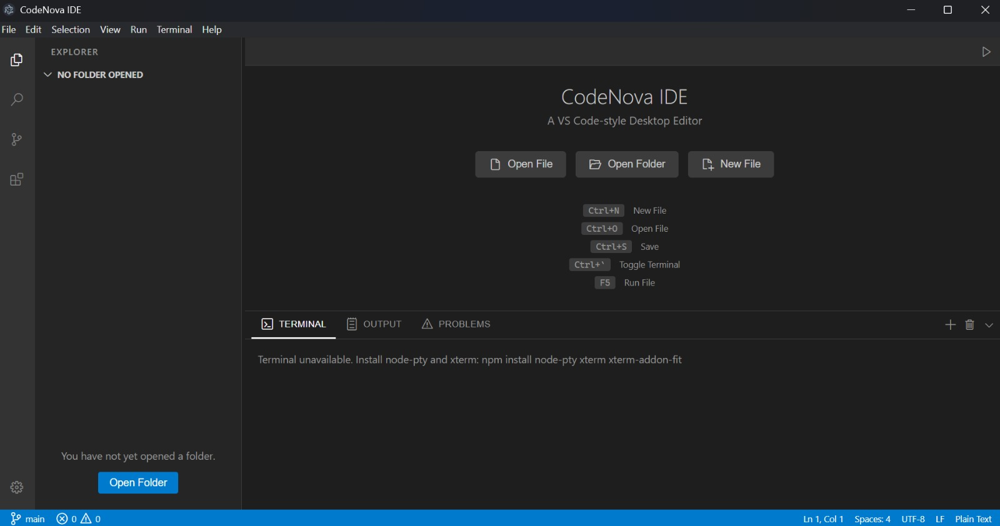 CodeNova IDE
File Edit Selection View Run Terminal Help
EXPLORER
NO FOLDER OPENED
CodeNova IDE
A VS Code-style Desktop Editor
Open File Open Folder New File
Ctrl+N New File
Ctrl+O Open File
Ctrl+S Save
Ctrl+` Toggle Terminal
F5 Run File
TERMINAL OUTPUT PROBLEMS
Terminal unavailable. Install node-pty and xterm: npm install node-pty xterm xterm-addon-fit
You have not yet opened a folder.
Open Folder
main 0 0 Ln 1, Col 1 Spaces: 4 UTF-8 LF Plain Text